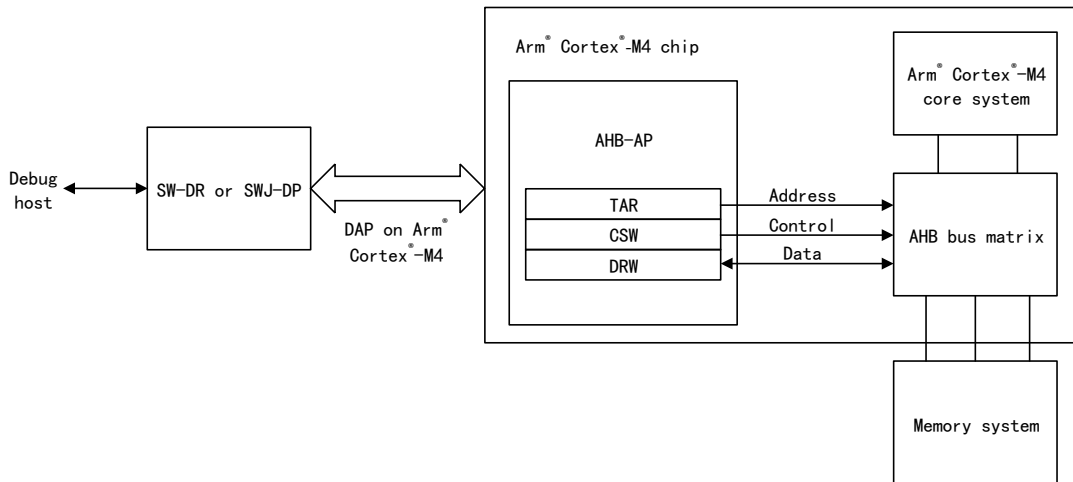 Arm® Cortex®-M4 chip
Arm® Cortex®-M4
core system
AHB-AP
Debug
host
SW-DR or SWJ-DP
DAP on Arm®
Cortex®-M4
TAR
CSW
DRW
Address
Control
Data
AHB bus matrix
Memory system